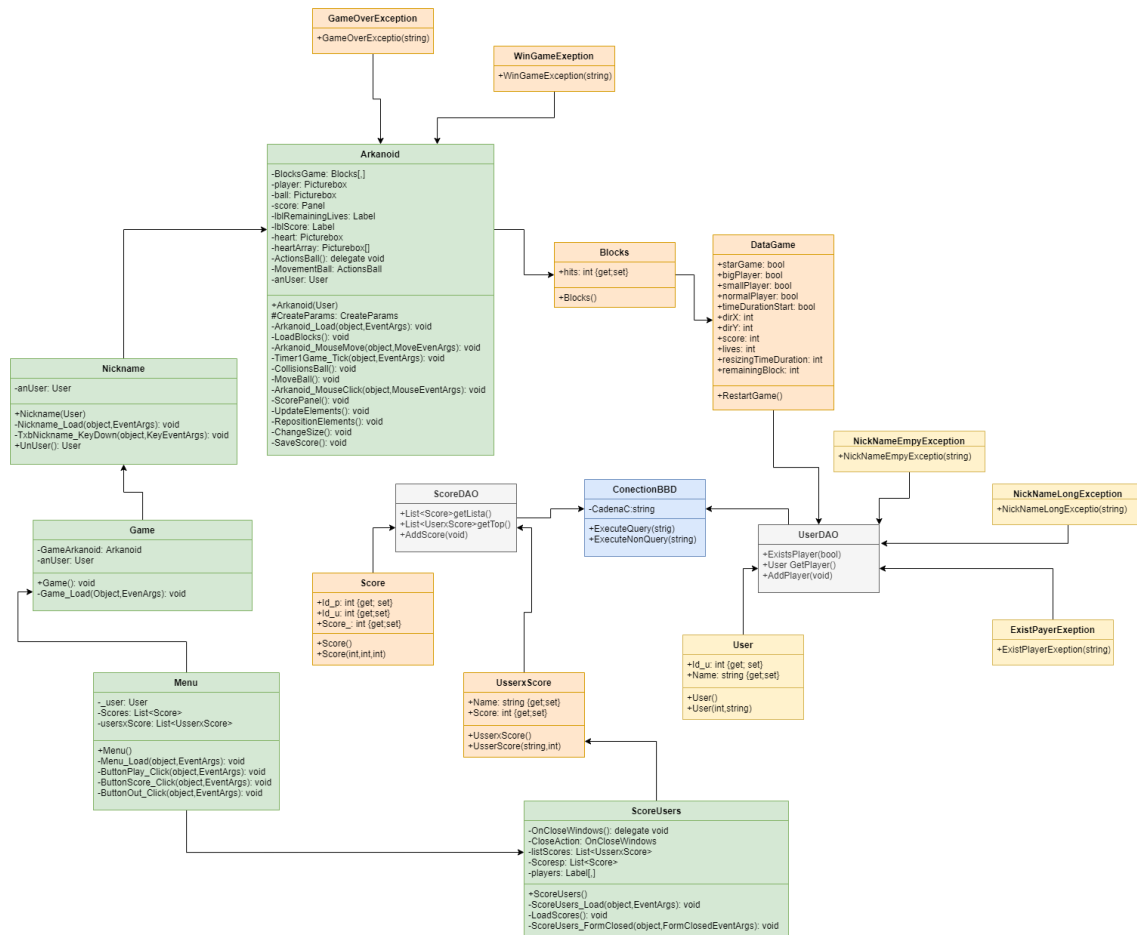 GameOverException
+GameOverExceptio(string)
WinGameExeption
+WinGameException(string)
Arkanoid
-BlocksGame: Blocks[,]
-player: Picturebox
-ball: Picturebox
-score: Panel
-lblRemainingLives: Label
-lblScore: Label
-heart: Picturebox
-heartArray: Picturebox[]
-ActionsBall(): delegate void
-MovementBall: ActionsBall
-anUser: User
+Arkanoid(User)
#CreateParams: CreateParams
-Arkanoid_Load(object,EventArgs): void
-LoadBlocks(): void
-Arkanoid_MouseMove(object,MoveEvenArgs): void
-Timer1Game_Tick(object,EventArgs): void
-CollisionsBall(): void
-MoveBall(): void
-Arkanoid_MouseClick(object,MouseEventArgs): void
-ScorePanel(): void
-UpdateElements(): void
-RepositionElements(): void
-ChangeSize(): void
-SaveScore(): void
Blocks
+hits: int {get;set}
+Blocks()
DataGame
+starGame: bool
+bigPlayer: bool
+smallPlayer: bool
+normalPlayer: bool
+timeDurationStart: bool
+dirX: int
+dirY: int
+score: int
+lives: int
+resizingTimeDuration: int
+remainingBlock: int
+RestartGame()
Nickname
-anUser: User
+Nickname(User)
-Nickname_Load(object,EventArgs): void
-TxbNickname_KeyDown(object,KeyEventArgs): void
+UnUser(): User
NickNameEmpyException
+NickNameEmpyExceptio(string)
NickNameLongException
+NickNameLongExceptio(string)
ScoreDAO
+List<Score>getLista()
+List<UserxScore>getTop()
+AddScore(void)
ConectionBBD
-CadenaC:string
+ExecuteQuery(strig)
+ExecuteNonQuery(string)
UserDAO
+ExistsPlayer(bool)
+User GetPlayer()
+AddPlayer(void)
Game
-GameArkanoid: Arkanoid
-anUser: User
+Game(): void
-Game_Load(Object,EvenArgs): void
Score
+Id_p: int {get; set}
+Id_u: int {get;set}
+Score_: int {get;set}
+Score()
+Score(int,int,int)
User
+Id_u: int {get; set}
+Name: string {get;set}
+User()
+User(int,string)
ExistPayerExeption
+ExistPlayerExeption(string)
Menu
-_user: User
-Scores: List<Score>
-usersxScore: List<UsserxScore>
+Menu()
-Menu_Load(object,EventArgs): void
-ButtonPlay_Click(object,EventArgs): void
-ButtonScore_Click(object,EventArgs): void
-ButtonOut_Click(object,EventArgs): void
UsserxScore
+Name: string {get;set}
+Score: int {get;set}
+UsserxScore()
+UsserScore(string,int)
ScoreUsers
-OnCloseWindows(): delegate void
-CloseAction: OnCloseWindows
-listScores: List<UsserxScore>
-Scoresp: List<Score>
-players: Label[,]
+ScoreUsers()
-ScoreUsers_Load(object,EventArgs): void
-LoadScores(): void
-ScoreUsers_FormClosed(object,FormClosedEventArgs): void